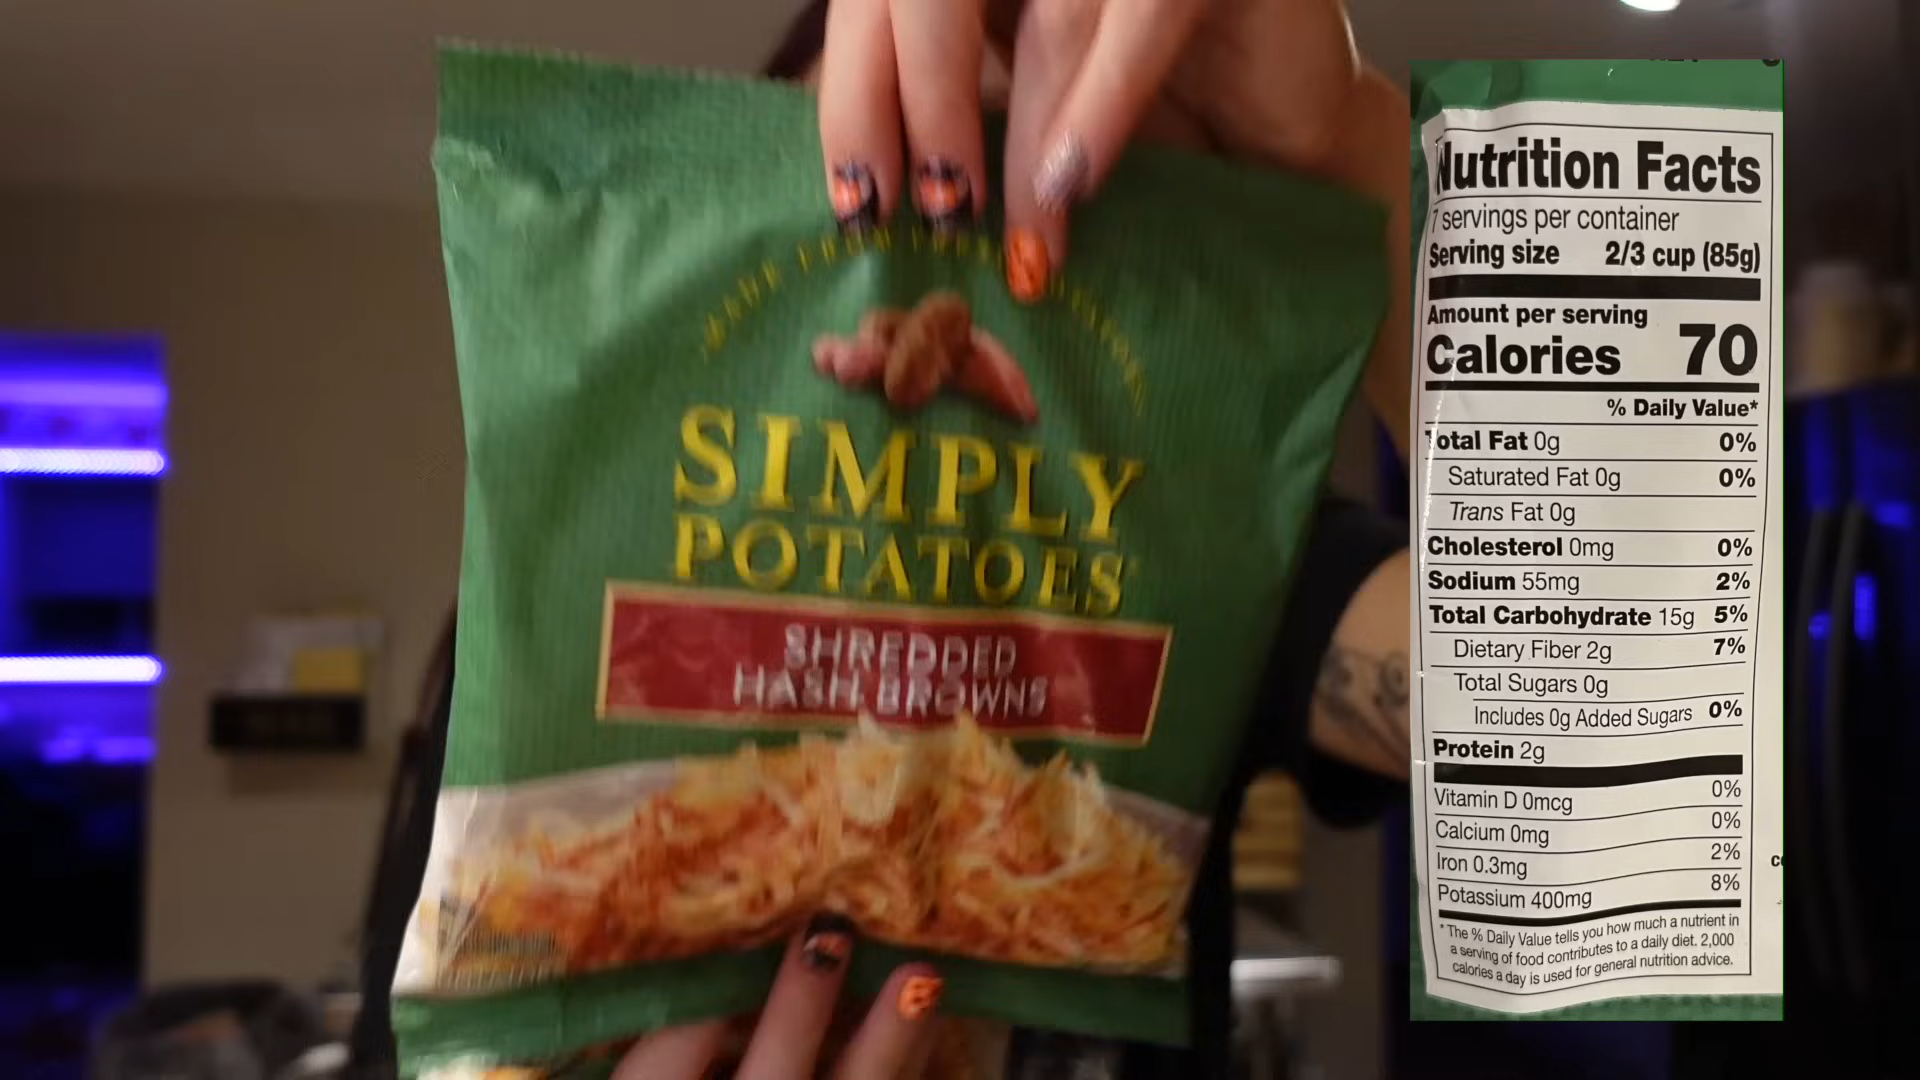 MADE FROM FRESH POTATOES
SIMPLY
POTATOES
SHREDDED
HASH BROWNS
Nutrition Facts
7 servings per container
Serving size 2/3 cup (85g)
Amount per serving
Calories 70
% Daily Value*
Total Fat 0g 0%
Saturated Fat 0g 0%
Trans Fat 0g
Cholesterol 0mg 0%
Sodium 55mg 2%
Total Carbohydrate 15g 5%
Dietary Fiber 2g 7%
Total Sugars 0g
Includes 0g Added Sugars 0%
Protein 2g
Vitamin D 0mcg 0%
Calcium 0mg 0%
Iron 0.3mg 2%
Potassium 400mg 8%
* The % Daily Value tells you how much a nutrient in
a serving of food contributes to a daily diet. 2,000
calories a day is used for general nutrition advice.